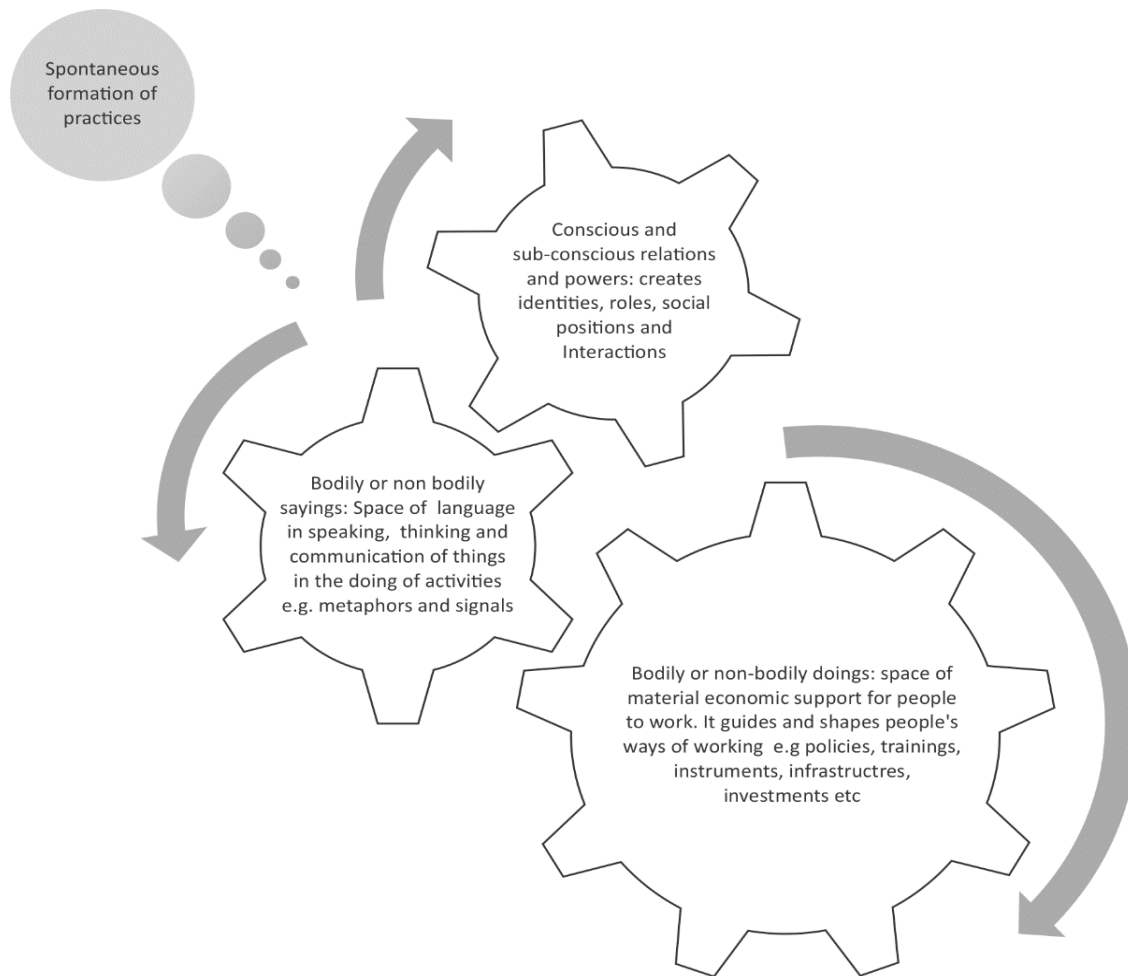 Spontaneous
formation of
practices
Conscious and
sub-conscious relations
and powers: creates
identities, roles, social
positions and
Interactions
Bodily or non bodily
sayings: Space of language
in speaking, thinking and
communication of things
in the doing of activities
e.g. metaphors and signals
Bodily or non-bodily doings: space of
material economic support for people
to work. It guides and shapes people's
ways of working e.g policies, trainings,
instruments, infrastructres,
investments etc